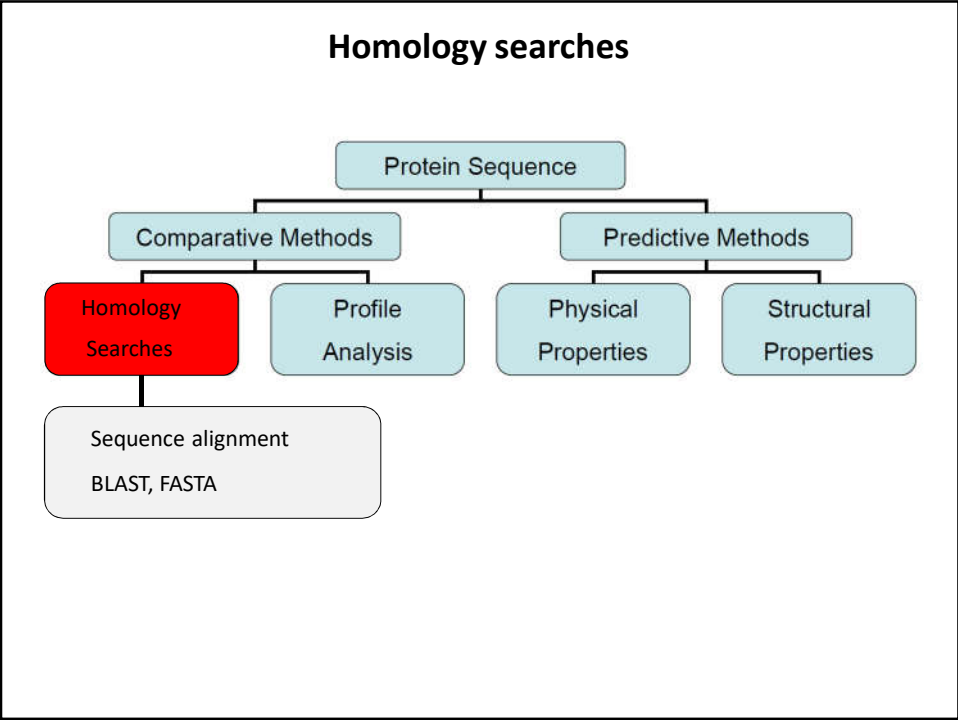 Homology searches
Protein Sequence
Comparative Methods
Predictive Methods
Homology
Searches
Profile
Analysis
Physical
Properties
Structural
Properties
Sequence alignment
BLAST, FASTA